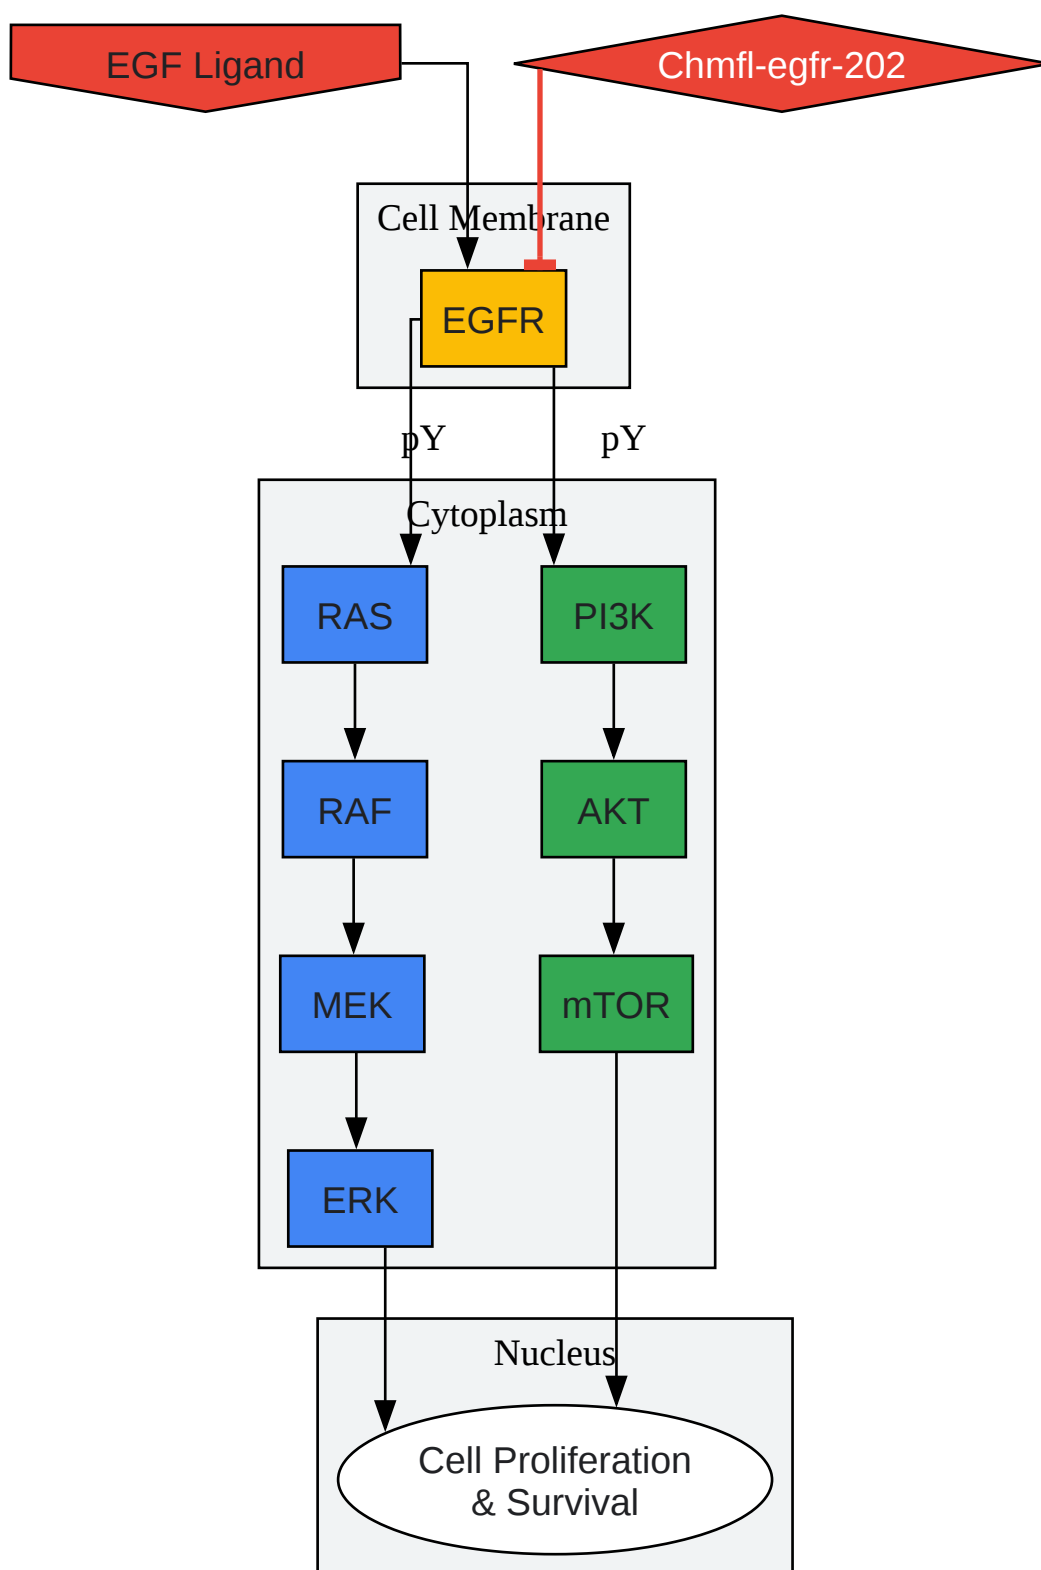 EGF Ligand
Chmfl-egfr-202
Cell Membrane
EGFR
pY
pY
Cytoplasm
RAS
PI3K
RAF
AKT
MEK
mTOR
ERK
Nucleus
Cell Proliferation
& Survival